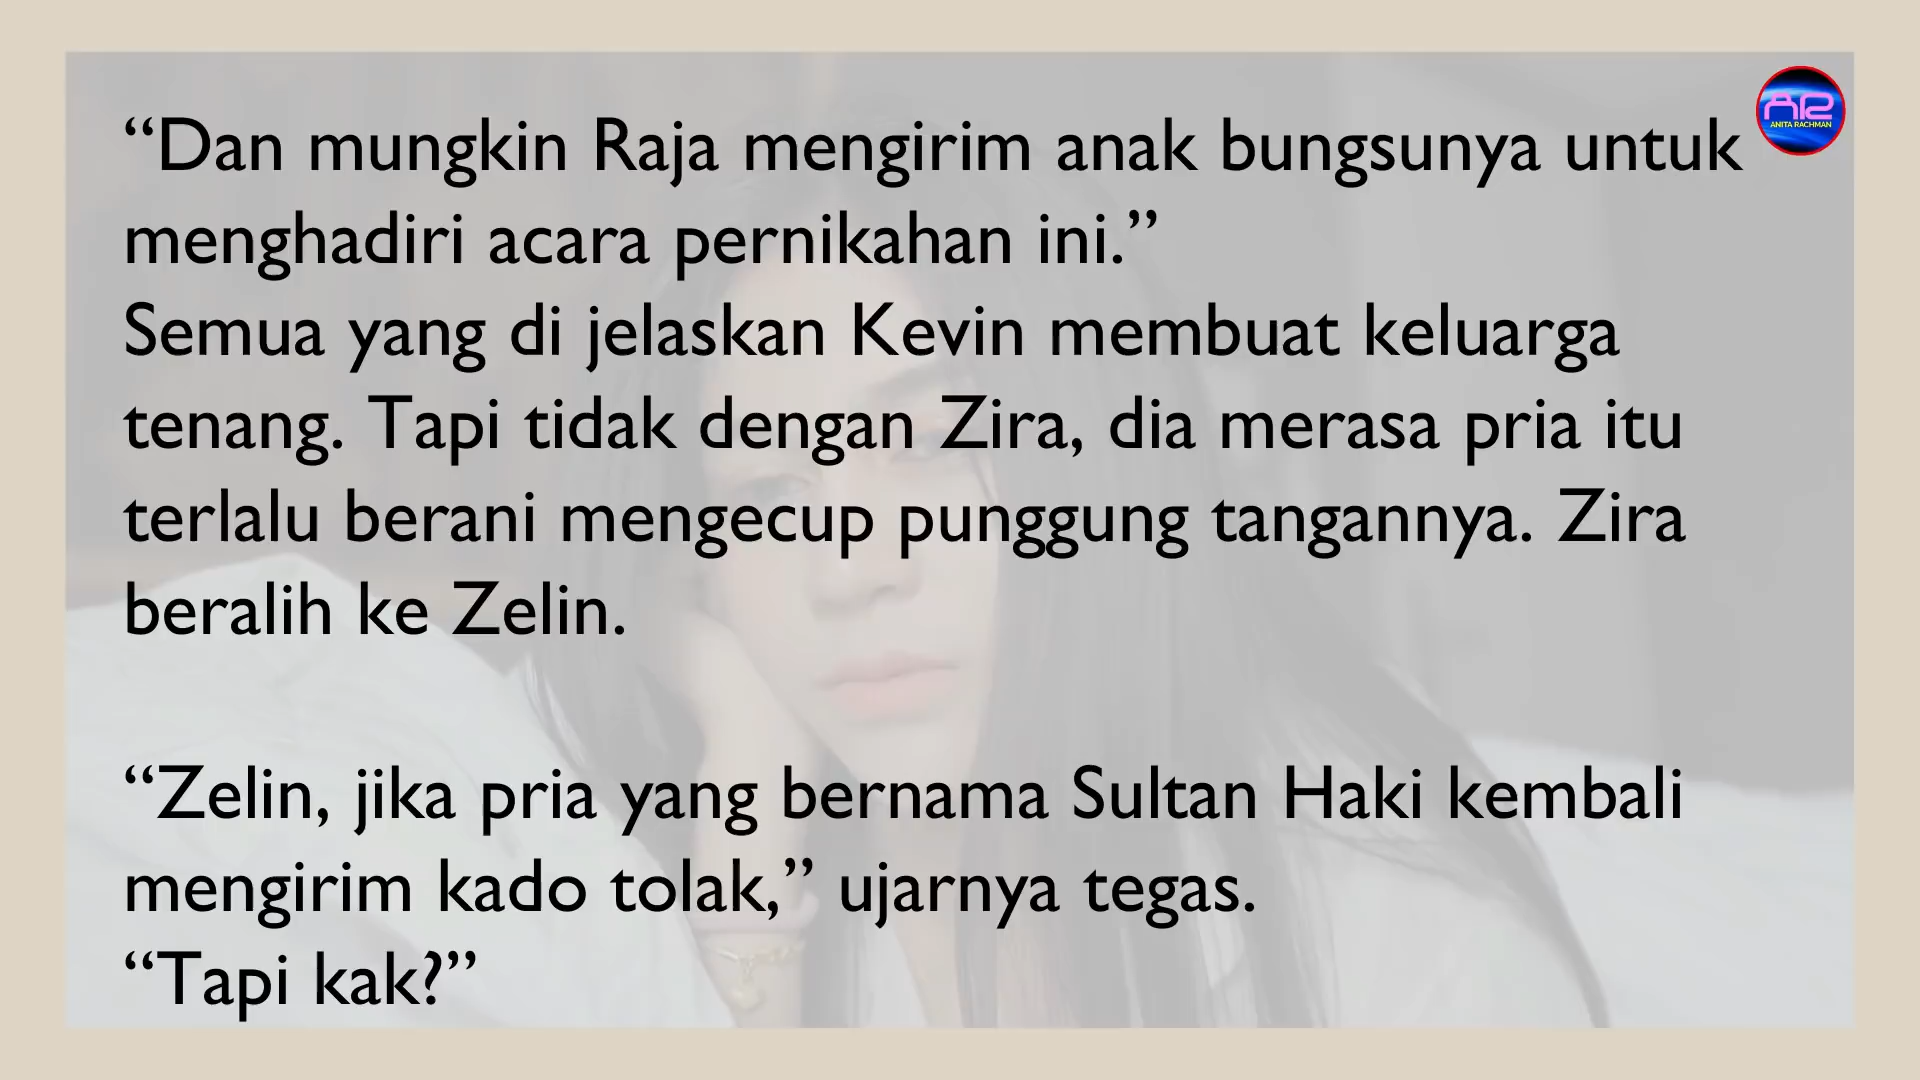 “Dan mungkin Raja mengirim anak bungsunya untuk
menghadiri acara pernikahan ini.”
Semua yang di jelaskan Kevin membuat keluarga
tenang. Tapi tidak dengan Zira, dia merasa pria itu
terlalu berani mengecup punggung tangannya. Zira
beralih ke Zelin.
“Zelin, jika pria yang bernama Sultan Haki kembali
mengirim kado tolak,” ujarnya tegas.
“Tapi kak?”
AR
ANITA RACHMAN